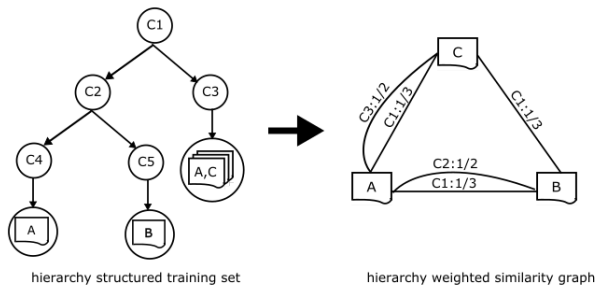 C1
C2
C3
C4
C5
A,C
A
B
hierarchy structured training set
C
C3:1/2
C1:1/3
C1:1/3
A
C2:1/2
C1:1/3
B
hierarchy weighted similarity graph